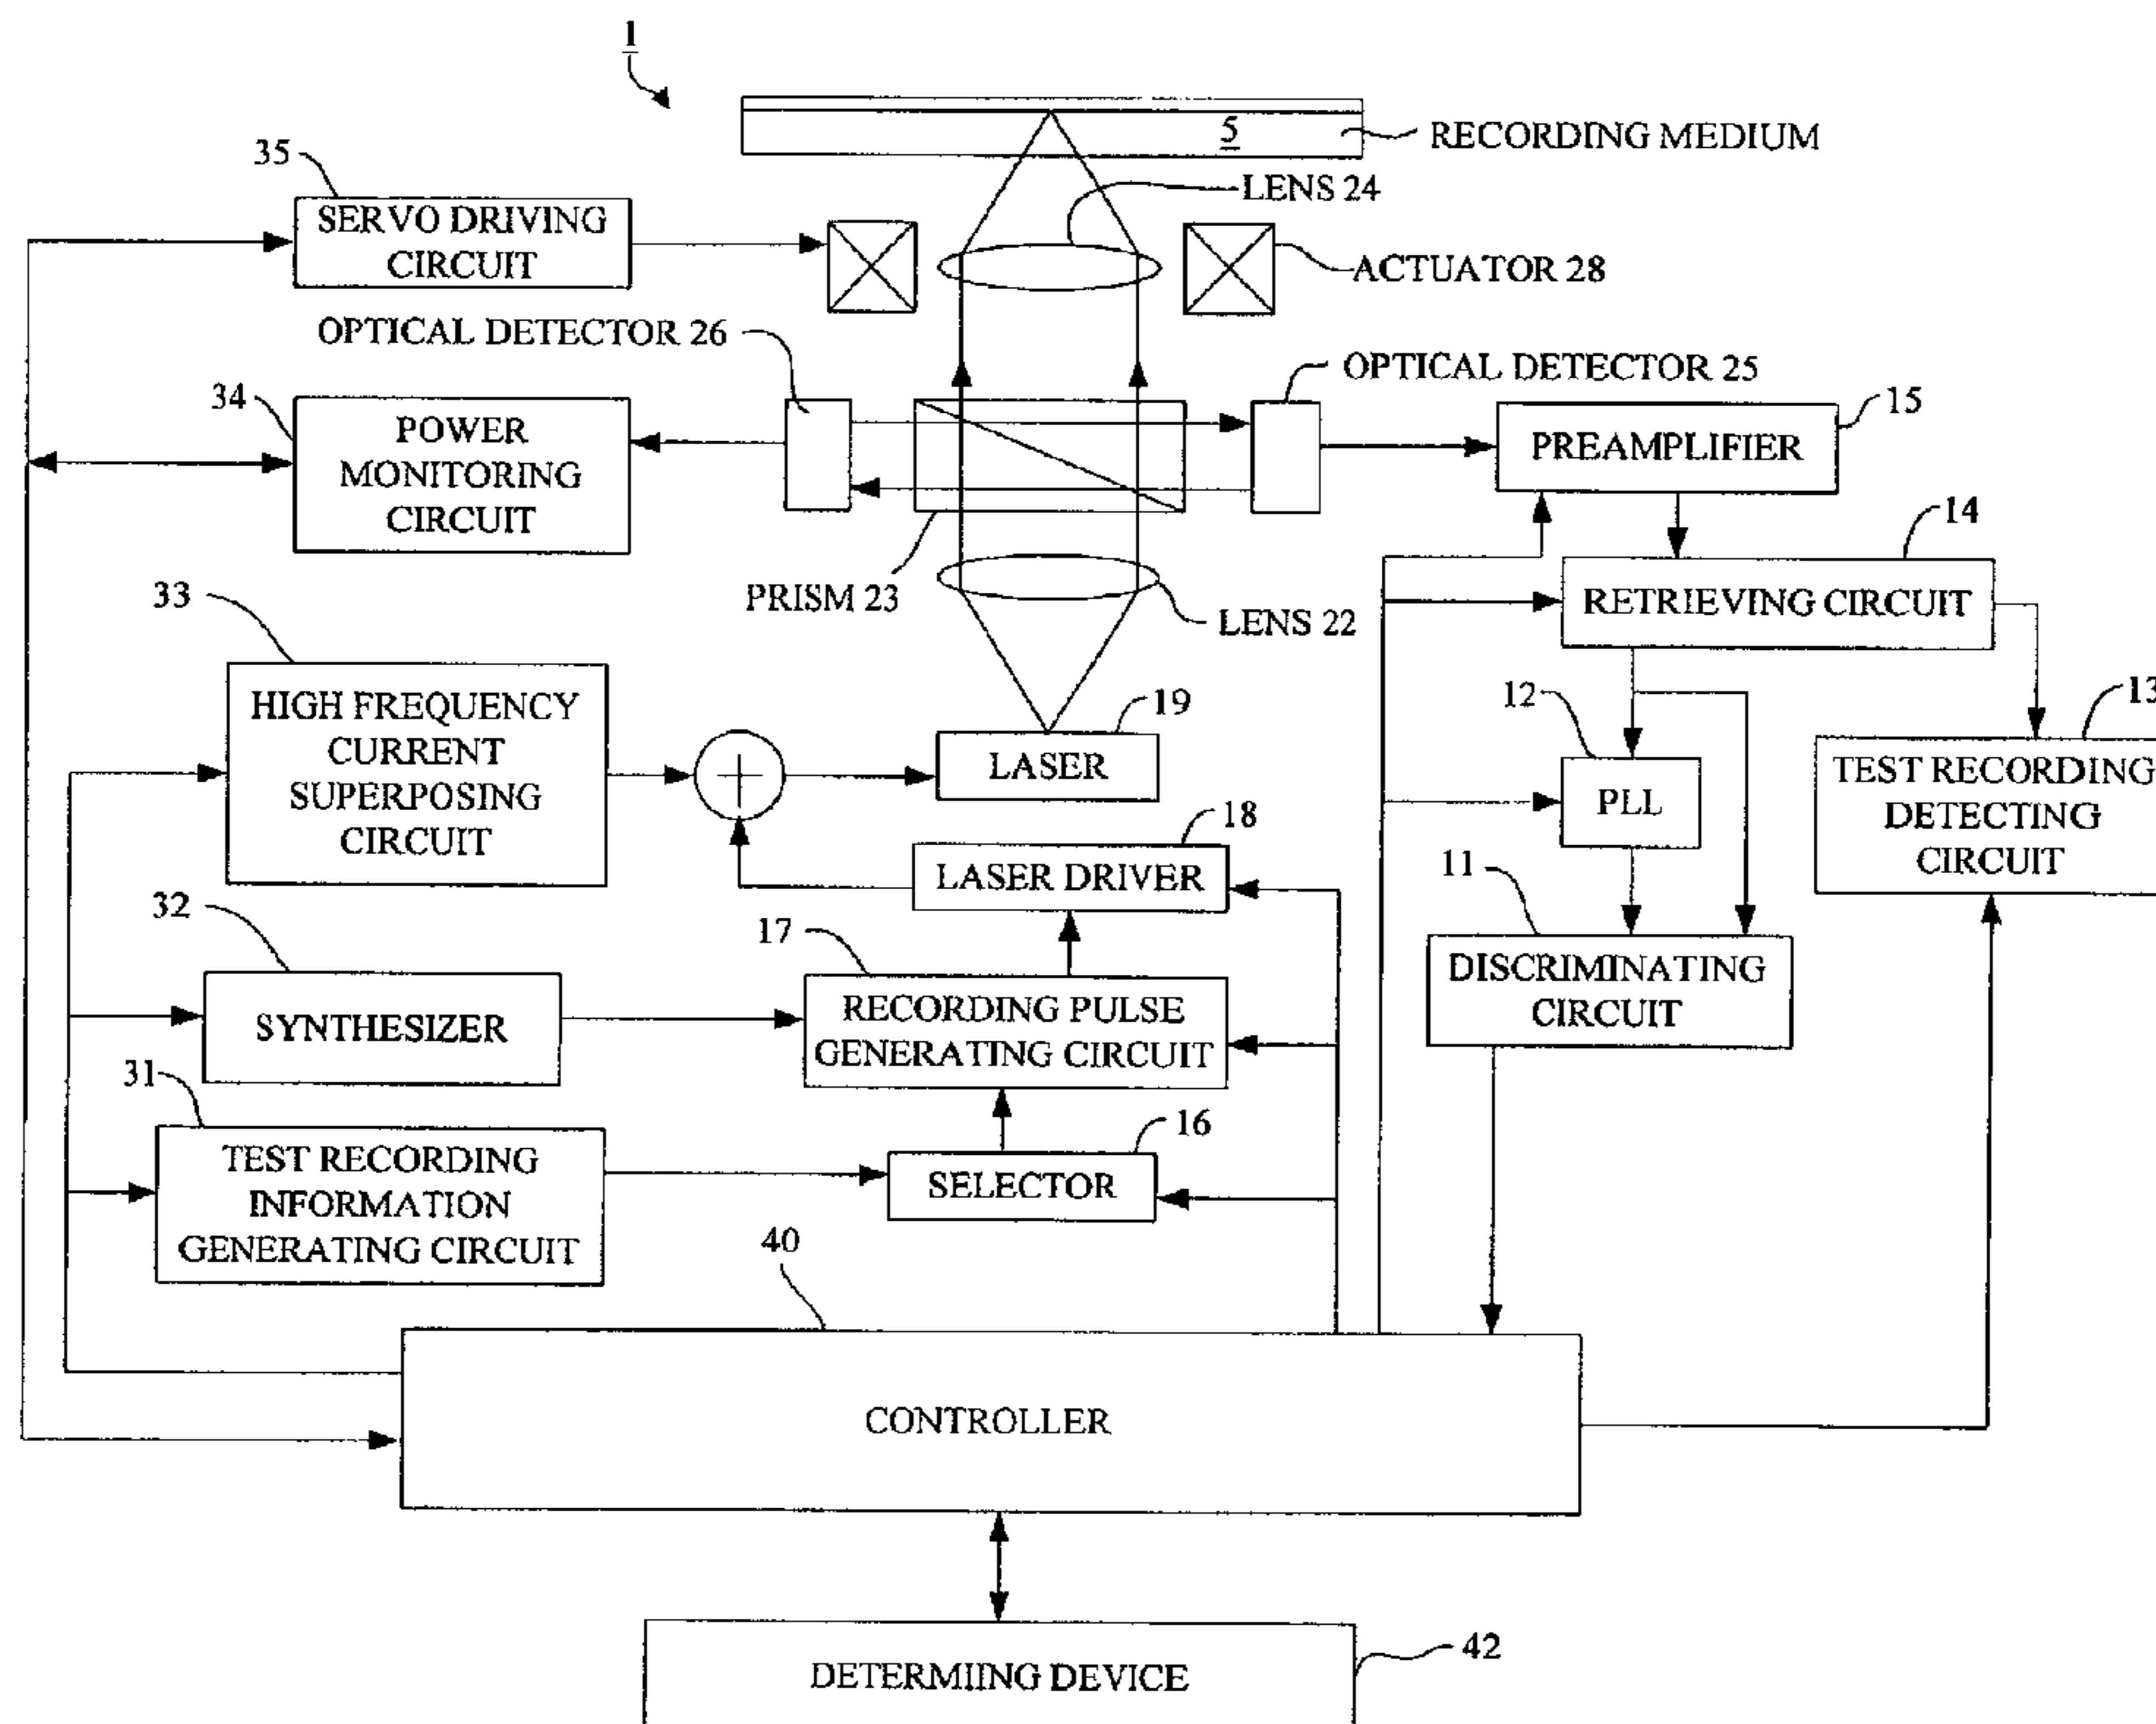 1
5
RECORDING MEDIUM
35
SERVO DRIVING
CIRCUIT
LENS 24
ACTUATOR 28
OPTICAL DETECTOR 26
OPTICAL DETECTOR 25
34
POWER
MONITORING
CIRCUIT
15
PREAMPLIFIER
14
RETRIEVING CIRCUIT
PRISM 23
LENS 22
33
HIGH FREQUENCY
CURRENT
SUPERPOSING
CIRCUIT
19
LASER
12
PLL
13
TEST RECORDING
DETECTING
CIRCUIT
18
LASER DRIVER
11
DISCRIMINATING
CIRCUIT
32
SYNTHESIZER
17
RECORDING PULSE
GENERATING CIRCUIT
31
TEST RECORDING
INFORMATION
GENERATING CIRCUIT
16
SELECTOR
40
CONTROLLER
42
DETERMIING DEVICE